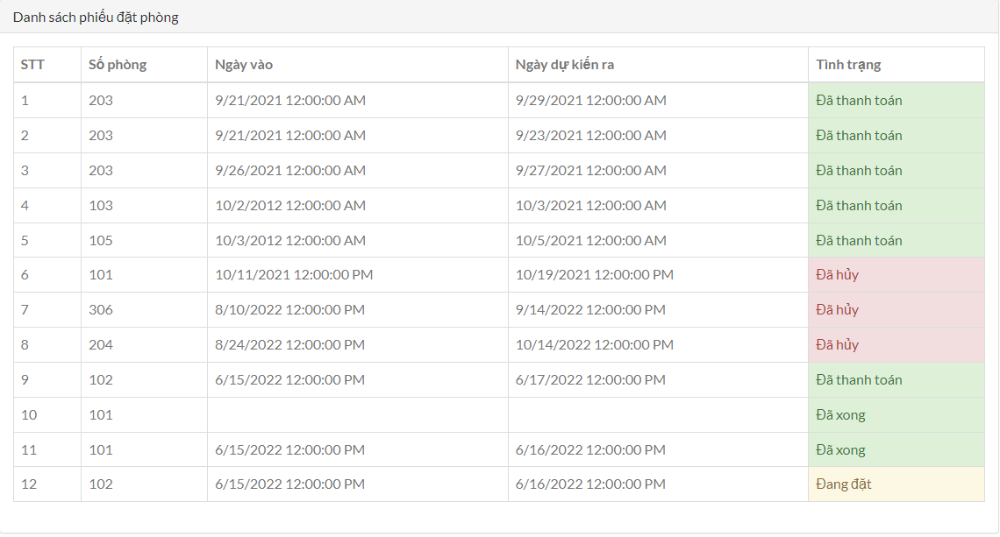 Danh sách phiếu đặt phòng
STT Số phòng Ngày vào Ngày dự kiến ra Tình trạng
1 203 9/21/2021 12:00:00 AM 9/29/2021 12:00:00 AM Đã thanh toán
2 203 9/21/2021 12:00:00 AM 9/23/2021 12:00:00 AM Đã thanh toán
3 203 9/26/2021 12:00:00 AM 9/27/2021 12:00:00 AM Đã thanh toán
4 103 10/2/2012 12:00:00 AM 10/3/2021 12:00:00 AM Đã thanh toán
5 105 10/3/2012 12:00:00 AM 10/5/2021 12:00:00 AM Đã thanh toán
6 101 10/11/2021 12:00:00 PM 10/19/2021 12:00:00 PM Đã hủy
7 306 8/10/2022 12:00:00 PM 9/14/2022 12:00:00 PM Đã hủy
8 204 8/24/2022 12:00:00 PM 10/14/2022 12:00:00 PM Đã hủy
9 102 6/15/2022 12:00:00 PM 6/17/2022 12:00:00 PM Đã thanh toán
10 101 Đã xong
11 101 6/15/2022 12:00:00 PM 6/16/2022 12:00:00 PM Đã xong
12 102 6/15/2022 12:00:00 PM 6/16/2022 12:00:00 PM Đang đặt